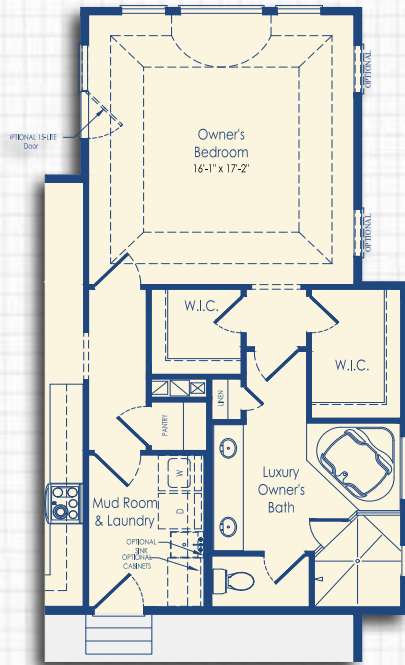 OPTIONAL
OPTIONAL 15-LITE
Door
Owner's
Bedroom
16'-1" x 17'-2"
OPTIONAL
W.I.C.
W.I.C.
LINEN
PANTRY
W
D
Mud Room
& Laundry
Luxury
Owner's
Bath
OPTIONAL
SINK
OPTIONAL
CABINETS